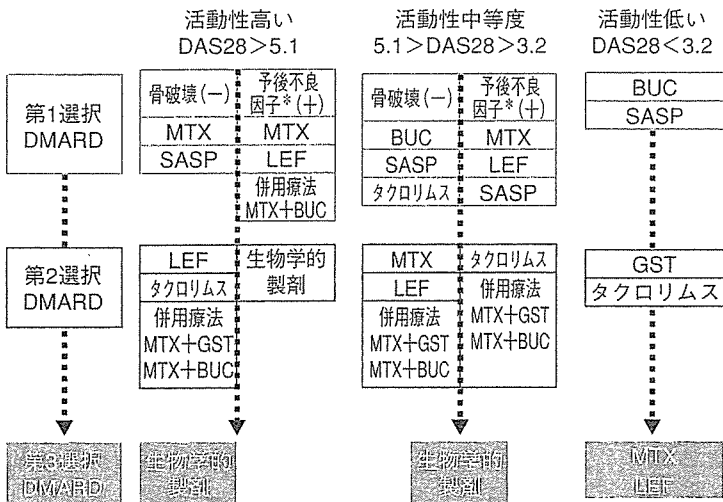 活動性高い
DAS28>5.1
活動性中等度
5.1>DAS28>3.2
活動性低い
DAS28<3.2
第1選択
DMARD
骨破壊(−)
MTX
SASP
予後不良
因子*(+)
MTX
LEF
併用療法
MTX+BUC
骨破壊(−)
BUC
SASP
タクロリムス
予後不良
因子*(+)
MTX
LEF
SASP
BUC
SASP
第2選択
DMARD
LEF
タクロリムス
併用療法
MTX+GST
MTX+BUC
生物学的
製剤
MTX
LEF
併用療法
MTX+GST
MTX+BUC
タクロリムス
併用療法
MTX+GST
MTX+BUC
GST
タクロリムス
第3選択
DMARD
生物学的
製剤
生物学的
製剤
MTX
LEF